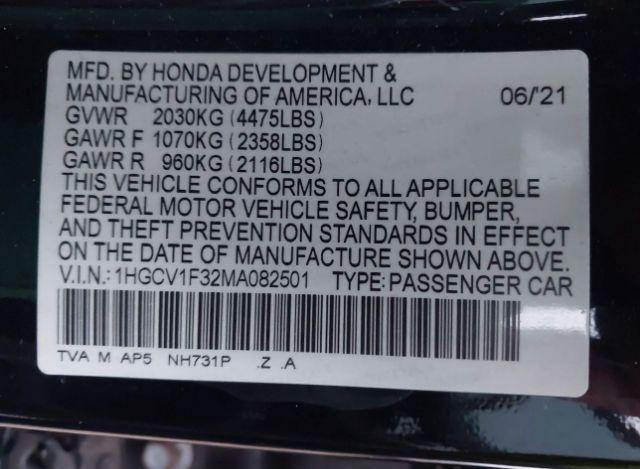 MFD. BY HONDA DEVELOPMENT &
MANUFACTURING OF AMERICA, LLC 06/'21
GVWR 2030KG (4475LBS)
GAWR F 1070KG (2358LBS)
GAWR R 960KG (2116LBS)
THIS VEHICLE CONFORMS TO ALL APPLICABLE
FEDERAL MOTOR VEHICLE SAFETY, BUMPER,
AND THEFT PREVENTION STANDARDS IN EFFECT
ON THE DATE OF MANUFACTURE SHOWN ABOVE.
V.I.N.: 1HGCV1F32MA082501 TYPE: PASSENGER CAR
TVA M AP5 NH731P .Z .A